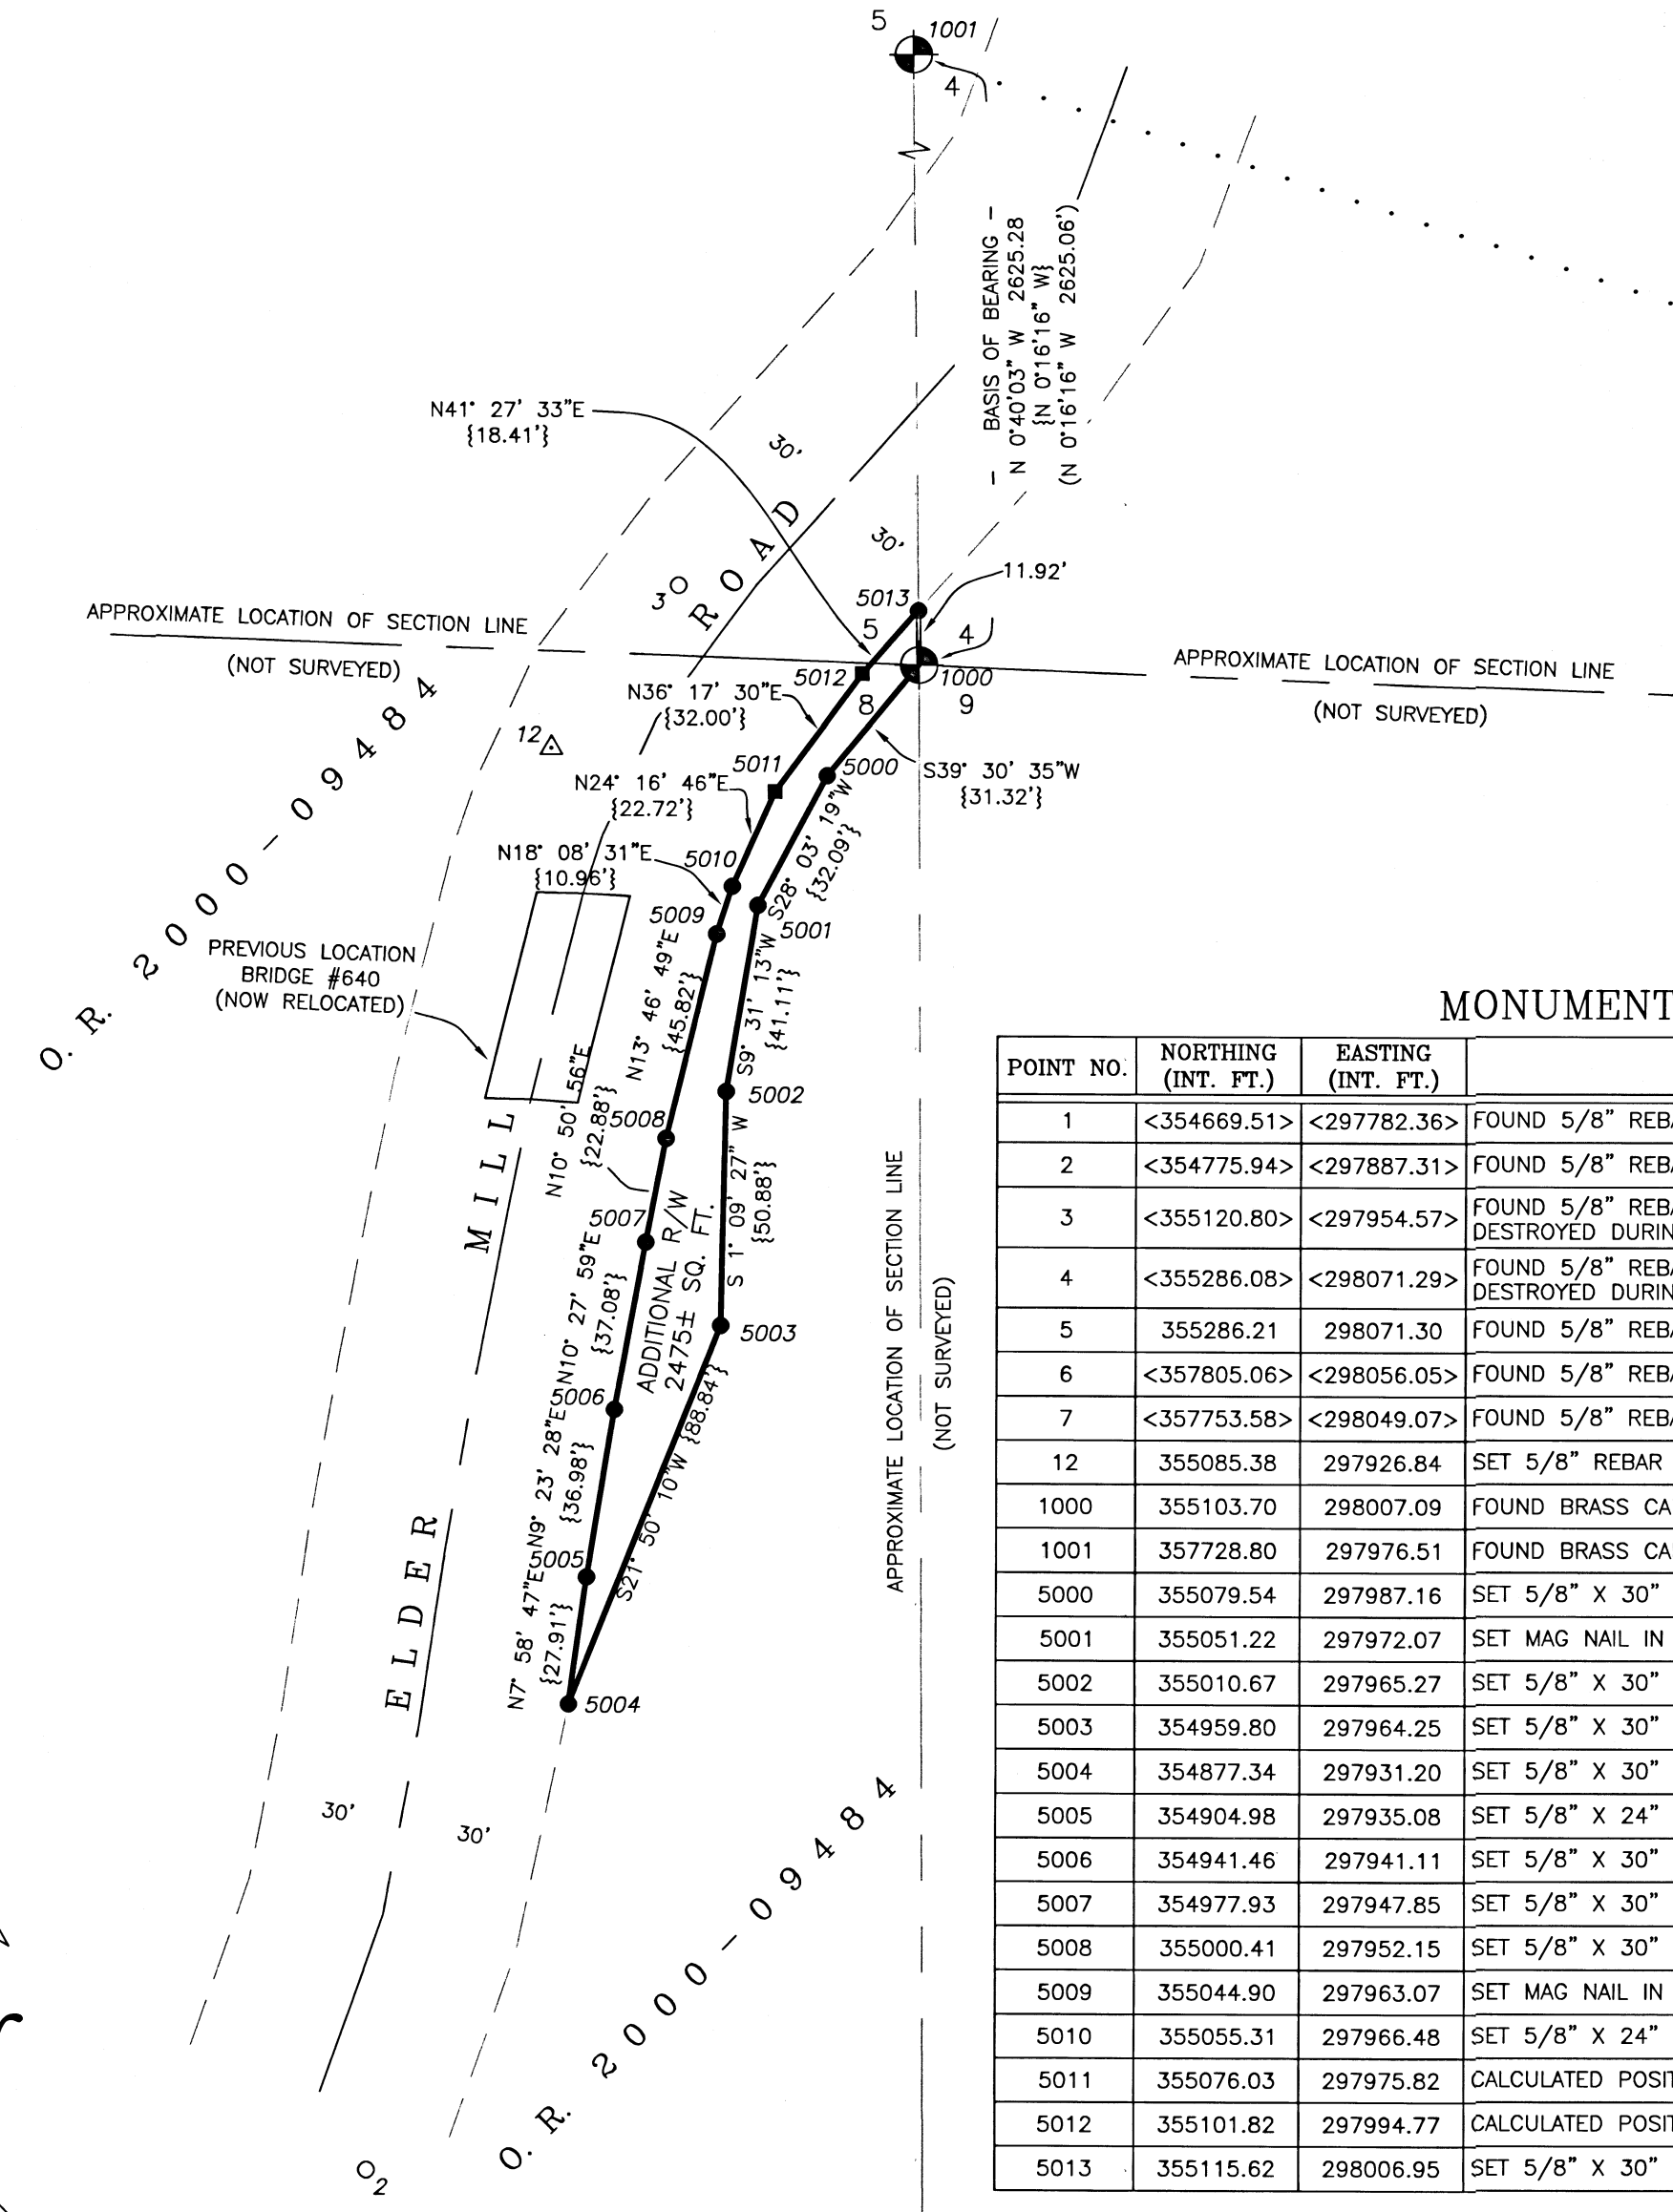 5
1001
4
N
– BASIS OF BEARING –
N 0°40'03" W 2625.28
{N 0°16'16" W}
(N 0°16'16" W 2625.06')
N41° 27' 33"E
{18.41'}
30'
30'
11.92'
ROAD
3
5013
5
4
APPROXIMATE LOCATION OF SECTION LINE
(NOT SURVEYED)
APPROXIMATE LOCATION OF SECTION LINE
(NOT SURVEYED)
5012
1000
8
9
N36° 17' 30"E
{32.00'}
12
5011
5000
S39° 30' 35"W
{31.32'}
N24° 16' 46"E
{22.72'}
S28° 03' 19"W
{32.09'}
N18° 08' 31"E
{10.96'}
5010
O. R. 2000–09484
5009
5001
PREVIOUS LOCATION
BRIDGE #640
(NOW RELOCATED)
N13° 46' 49"E
{45.82'}
S9° 31' 13"W
{41.11'}
5002
N10° 50' 56"E
{22.88'}
5008
MILL
S 1° 09' 27" W
{50.88'}
5007
ADDITIONAL R/W
2475± SQ. FT.
5003
N10° 27' 59"E
{37.08'}
5006
APPROXIMATE LOCATION OF SECTION LINE
(NOT SURVEYED)
S21° 50' 10"W {88.84'}
N9° 23' 28"E
{36.98'}
5005
ELDER
N7° 58' 47"E
{27.91'}
5004
30'
30'
O. R. 2000–09484
2
MONUMENT
POINT NO. NORTHING (INT. FT.) EASTING (INT. FT.)
1 <354669.51> <297782.36> FOUND 5/8" REBA
2 <354775.94> <297887.31> FOUND 5/8" REBA
3 <355120.80> <297954.57> FOUND 5/8" REBA
DESTROYED DURIN
4 <355286.08> <298071.29> FOUND 5/8" REBA
DESTROYED DURIN
5 355286.21 298071.30 FOUND 5/8" REBA
6 <357805.06> <298056.05> FOUND 5/8" REBA
7 <357753.58> <298049.07> FOUND 5/8" REBA
12 355085.38 297926.84 SET 5/8" REBAR
1000 355103.70 298007.09 FOUND BRASS CA
1001 357728.80 297976.51 FOUND BRASS CA
5000 355079.54 297987.16 SET 5/8" X 30"
5001 355051.22 297972.07 SET MAG NAIL IN
5002 355010.67 297965.27 SET 5/8" X 30"
5003 354959.80 297964.25 SET 5/8" X 30"
5004 354877.34 297931.20 SET 5/8" X 30"
5005 354904.98 297935.08 SET 5/8" X 24"
5006 354941.46 297941.11 SET 5/8" X 30"
5007 354977.93 297947.85 SET 5/8" X 30"
5008 355000.41 297952.15 SET 5/8" X 30"
5009 355044.90 297963.07 SET MAG NAIL IN
5010 355055.31 297966.48 SET 5/8" X 24"
5011 355076.03 297975.82 CALCULATED POSIT
5012 355101.82 297994.77 CALCULATED POSIT
5013 355115.62 298006.95 SET 5/8" X 30"